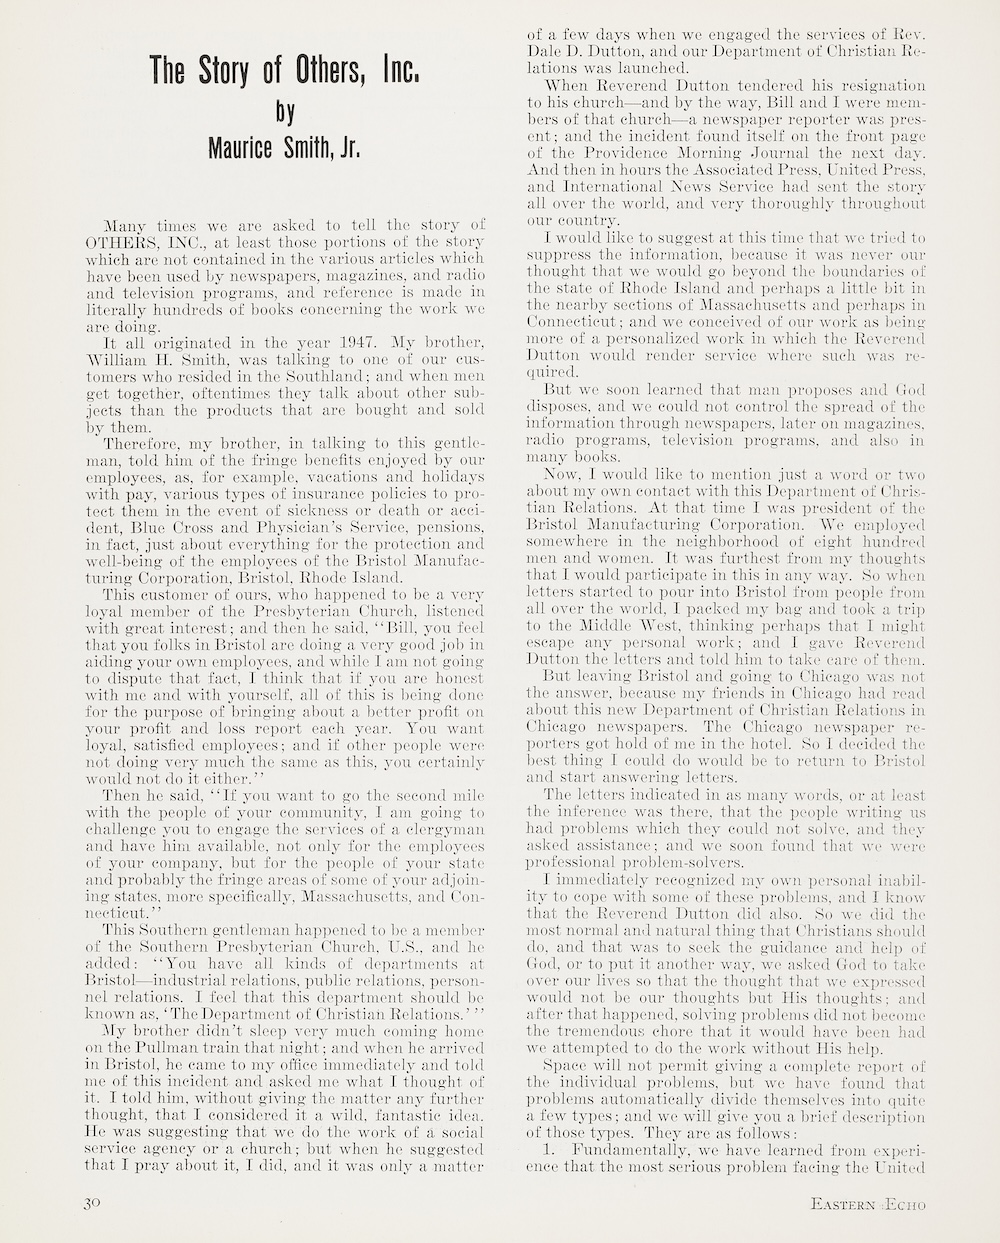 The Story of Others, Inc.
by
Maurice Smith, Jr.
Many times we are asked to tell the story of
OTHERS, INC., at least those portions of the story
which are not contained in the various articles which
have been used by newspapers, magazines, and radio
and television programs, and reference is made in
literally hundreds of books concerning the work we
are doing.
It all originated in the year 1947. My brother,
William H. Smith, was talking to one of our cus-
tomers who resided in the Southland; and when men
get together, oftentimes they talk about other sub-
jects than the products that are bought and sold
by them.
Therefore, my brother, in talking to this gentle-
man, told him of the fringe benefits enjoyed by our
employees, as, for example, vacations and holidays
with pay, various types of insurance policies to pro-
tect them in the event of sickness or death or acci-
dent, Blue Cross and Physician's Service, pensions,
in fact, just about everything for the protection and
well-being of the employees of the Bristol Manufac-
turing Corporation, Bristol, Rhode Island.
This customer of ours, who happened to be a very
loyal member of the Presbyterian Church, listened
with great interest; and then he said, "Bill, you feel
that you folks in Bristol are doing a very good job in
aiding your own employees, and while I am not going
to dispute that fact, I think that if you are honest
with me and with yourself, all of this is being done
for the purpose of bringing about a better profit on
your profit and loss report each year. You want
loyal, satisfied employees; and if other people were
not doing very much the same as this, you certainly
would not do it either."
Then he said, "If you want to go the second mile
with the people of your community, I am going to
challenge you to engage the services of a clergyman
and have him available, not only for the employees
of your company, but for the people of your state
and probably the fringe areas of some of your adjoin-
ing states, more specifically, Massachusetts, and Con-
necticut."
This Southern gentleman happened to be a member
of the Southern Presbyterian Church, U.S., and he
added: "You have all kinds of departments at
Bristol—industrial relations, public relations, person-
nel relations. I feel that this department should be
known as, 'The Department of Christian Relations.' "
My brother didn't sleep very much coming home
on the Pullman train that night; and when he arrived
in Bristol, he came to my office immediately and told
me of this incident and asked me what I thought of
it. I told him, without giving the matter any further
thought, that I considered it a wild, fantastic idea.
He was suggesting that we do the work of a social
service agency or a church; but when he suggested
that I pray about it, I did, and it was only a matter
of a few days when we engaged the services of Rev.
Dale D. Dutton, and our Department of Christian Re-
lations was launched.
When Reverend Dutton tendered his resignation
to his church—and by the way, Bill and I were mem-
bers of that church—a newspaper reporter was pres-
ent; and the incident found itself on the front page
of the Providence Morning Journal the next day.
And then in hours the Associated Press, United Press,
and International News Service had sent the story
all over the world, and very thoroughly throughout
our country.
I would like to suggest at this time that we tried to
suppress the information, because it was never our
thought that we would go beyond the boundaries of
the state of Rhode Island and perhaps a little bit in
the nearby sections of Massachusetts and perhaps in
Connecticut; and we conceived of our work as being
more of a personalized work in which the Reverend
Dutton would render service where such was re-
quired.
But we soon learned that man proposes and God
disposes, and we could not control the spread of the
information through newspapers, later on magazines,
radio programs, television programs, and also in
many books.
Now, I would like to mention just a word or two
about my own contact with this Department of Chris-
tian Relations. At that time I was president of the
Bristol Manufacturing Corporation. We employed
somewhere in the neighborhood of eight hundred
men and women. It was furthest from my thoughts
that I would participate in this in any way. So when
letters started to pour into Bristol from people from
all over the world, I packed my bag and took a trip
to the Middle West, thinking perhaps that I might
escape any personal work; and I gave Reverend
Dutton the letters and told him to take care of them.
But leaving Bristol and going to Chicago was not
the answer, because my friends in Chicago had read
about this new Department of Christian Relations in
Chicago newspapers. The Chicago newspaper re-
porters got hold of me in the hotel. So I decided the
best thing I could do would be to return to Bristol
and start answering letters.
The letters indicated in as many words, or at least
the inference was there, that the people writing us
had problems which they could not solve, and they
asked assistance; and we soon found that we were
professional problem-solvers.
I immediately recognized my own personal inabil-
ity to cope with some of these problems, and I know
that the Reverend Dutton did also. So we did the
most normal and natural thing that Christians should
do, and that was to seek the guidance and help of
God, or to put it another way, we asked God to take
over our lives so that the thought that we expressed
would not be our thoughts but His thoughts; and
after that happened, solving problems did not become
the tremendous chore that it would have been had
we attempted to do the work without His help.
Space will not permit giving a complete report of
the individual problems, but we have found that
problems automatically divide themselves into quite
a few types; and we will give you a brief description
of those types. They are as follows:
1. Fundamentally, we have learned from experi-
ence that the most serious problem facing the United
30
EASTERN ECHO